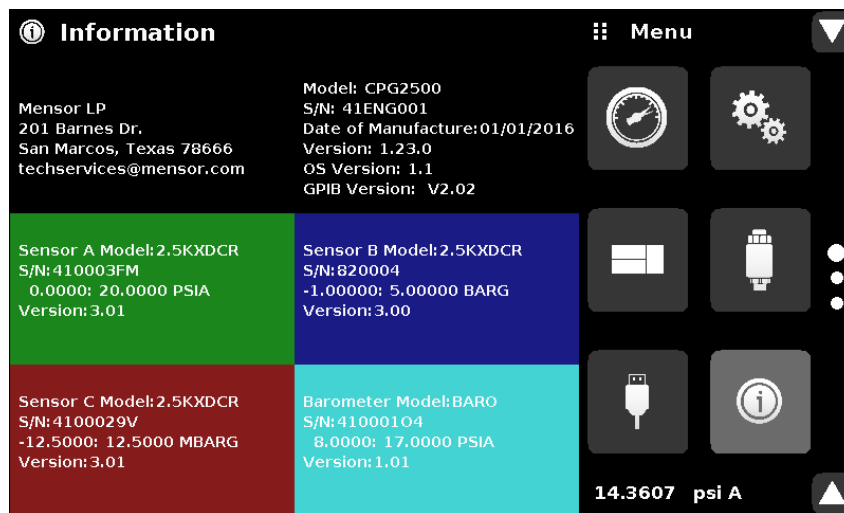 Information
Mensor LP
201 Barnes Dr.
San Marcos, Texas 78666
techservices@mensor.com
Model: CPG2500
S/N: 41ENG001
Date of Manufacture:01/01/2016
Version: 1.23.0
OS Version: 1.1
GPIB Version: V2.02
Sensor A Model:2.5KXDCR
S/N:410003FM
0.0000: 20.0000 PSIA
Version:3.01
Sensor B Model:2.5KXDCR
S/N:820004
-1.00000: 5.00000 BARG
Version:3.00
Sensor C Model:2.5KXDCR
S/N:4100029V
-12.5000: 12.5000 MBARG
Version:3.01
Barometer Model:BARO
S/N:410001O4
8.0000: 17.0000 PSIA
Version:1.01
Menu
14.3607 psi A